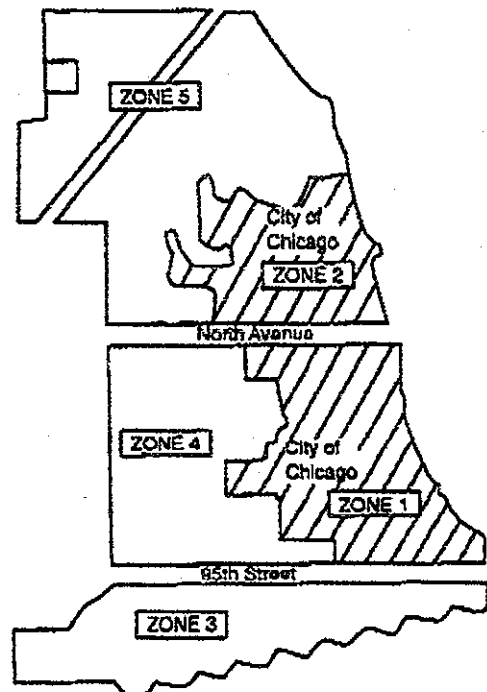 ZONE 5
City of
Chicago
ZONE 2
North Avenue
ZONE 4
City of
Chicago
ZONE 1
95th Street
ZONE 3